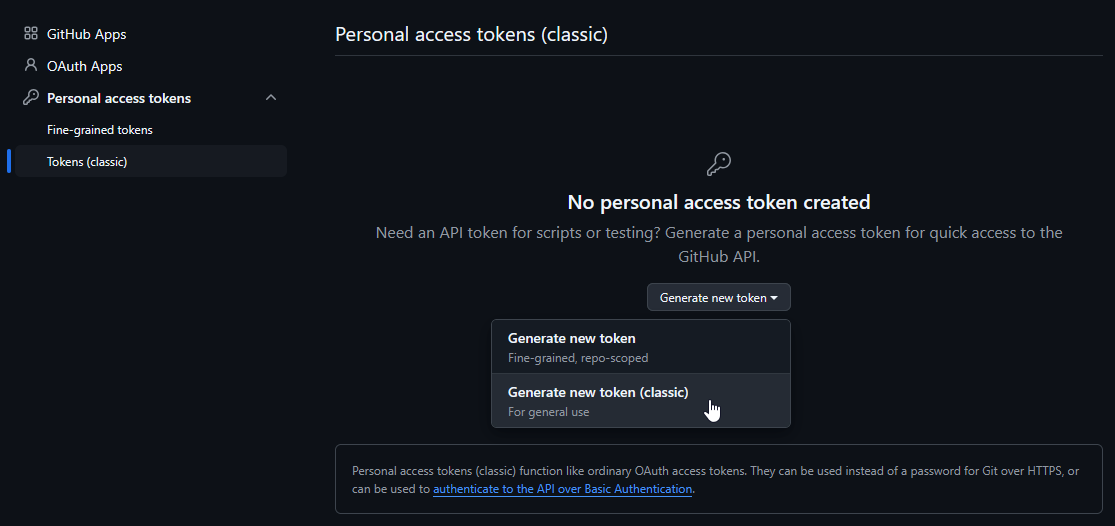 GitHub Apps
OAuth Apps
Personal access tokens
Fine-grained tokens
Tokens (classic)
Personal access tokens (classic)
No personal access token created
Need an API token for scripts or testing? Generate a personal access token for quick access to the
GitHub API.
Generate new token
Generate new token
Fine-grained, repo-scoped
Generate new token (classic)
For general use
Personal access tokens (classic) function like ordinary OAuth access tokens. They can be used instead of a password for Git over HTTPS, or
can be used to authenticate to the API over Basic Authentication.